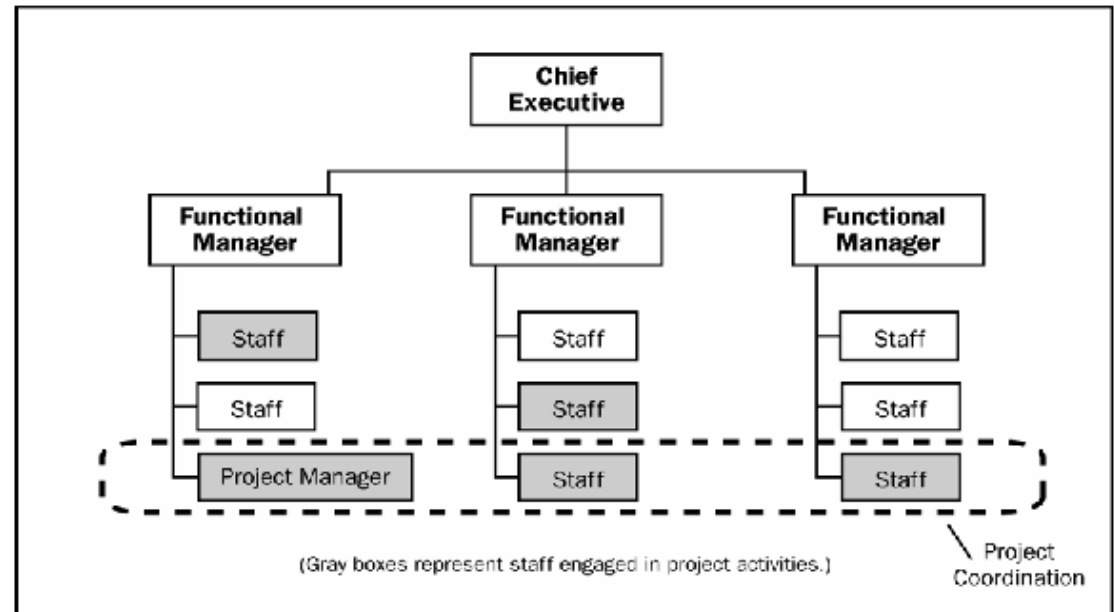 Chief
Executive
Functional
Manager
Functional
Manager
Functional
Manager
Staff
Staff
Staff
Staff
Staff
Staff
Project Manager
Staff
Staff
(Gray boxes represent staff engaged in project activities.)
Project
Coordination